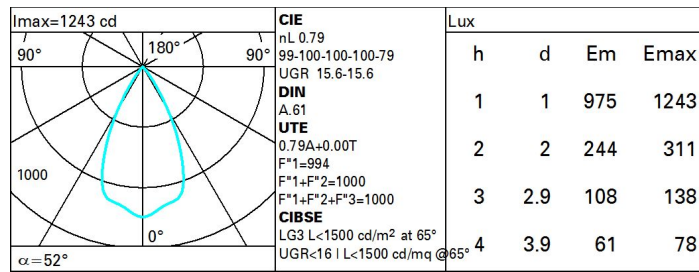 Imax=1243 cd
90° 180° 90°
1000
0°
α=52°
CIE
nL 0.79
99-100-100-100-79
UGR 15.6-15.6
DIN
A.61
UTE
0.79A+0.00T
F"1=994
F"1+F"2=1000
F"1+F"2+F"3=1000
CIBSE
LG3 L<1500 cd/m² at 65°
UGR<16 | L<1500 cd/mq @65°
Lux
h d Em Emax
1 1 975 1243
2 2 244 311
3 2.9 108 138
4 3.9 61 78